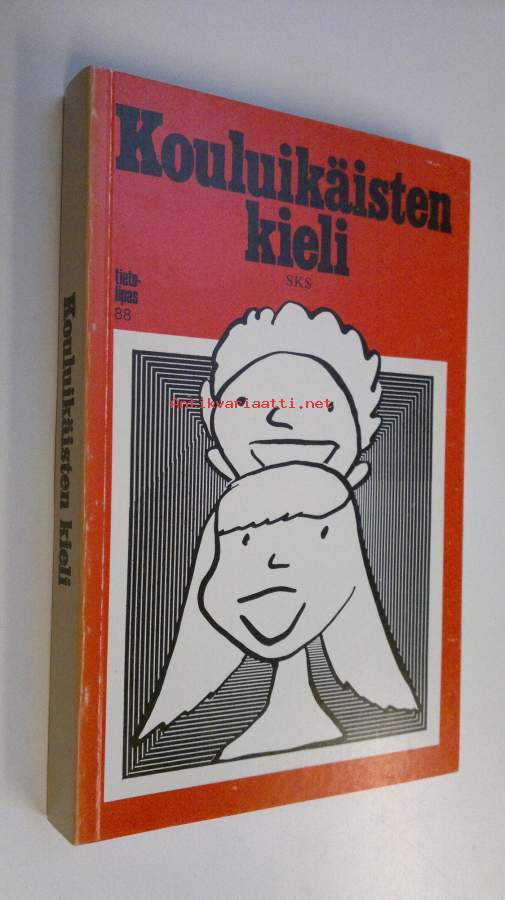 Kouluikäisten
kieli
SKS
tieto-
lipas
88
antikvariaatti.net
Kouluikäisten kieli